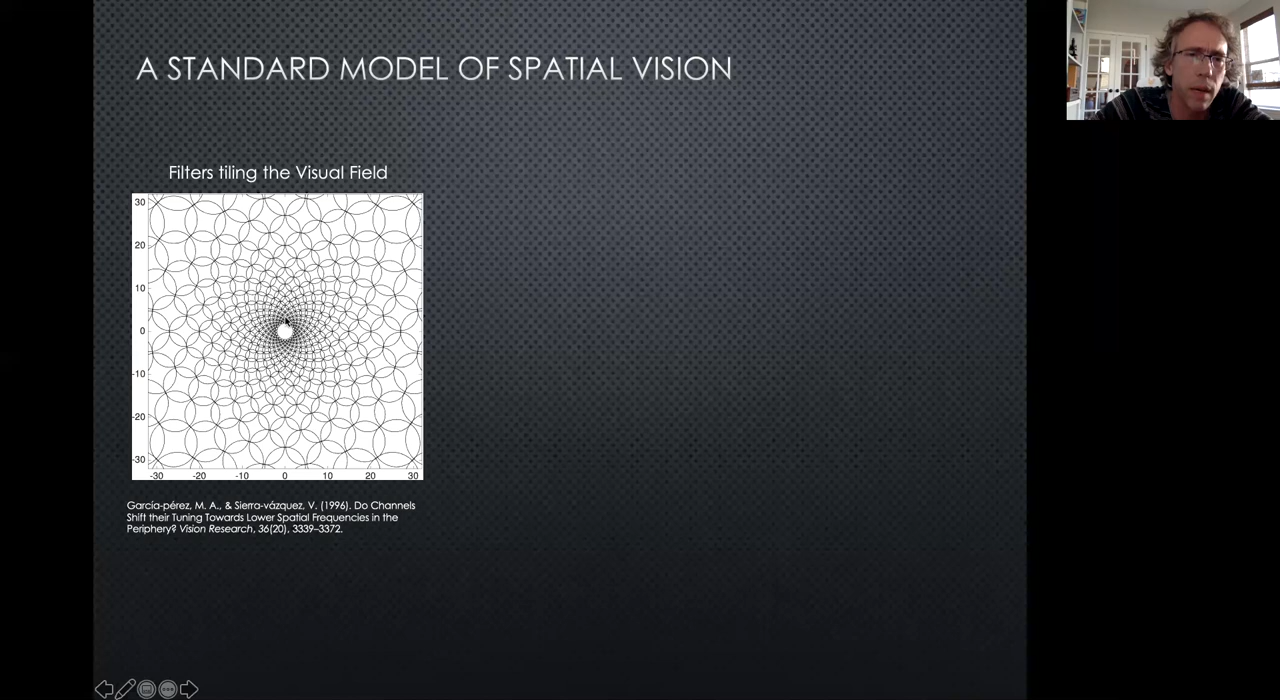 A STANDARD MODEL OF SPATIAL VISION
Filters tiling the Visual Field
30
20
10
0
-10
-20
-30
-30 -20 -10 0 10 20 30
García-pérez, M. A., & Sierra-vázquez, V. (1996). Do Channels
Shift their Tuning Towards Lower Spatial Frequencies in the
Periphery? Vision Research, 36(20), 3339–3372.